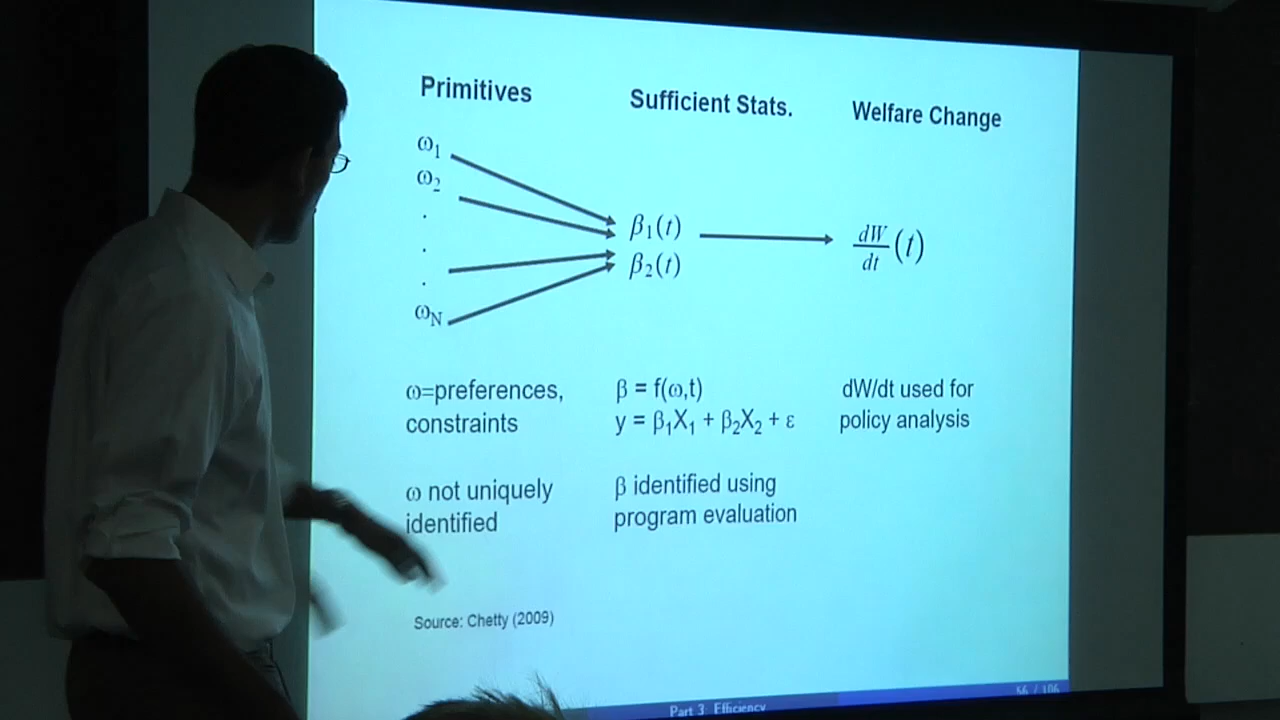 Primitives
Sufficient Stats.
Welfare Change
ω1
ω2
.
.
.
ωN
β1(t)
β2(t)
dW/dt (t)
ω=preferences,
constraints
β = f(ω,t)
y = β1X1 + β2X2 + ε
dW/dt used for
policy analysis
ω not uniquely
identified
β identified using
program evaluation
Source: Chetty (2009)
Part 3: Efficiency
56 / 106